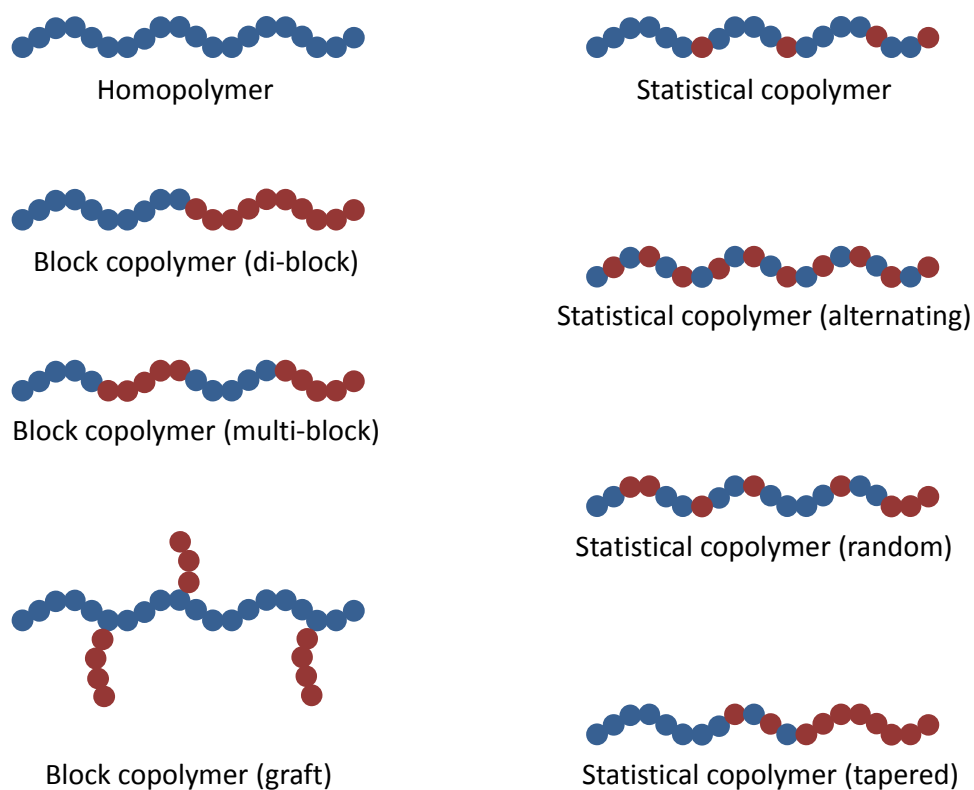 Homopolymer
Statistical copolymer
Block copolymer (di-block)
Statistical copolymer (alternating)
Block copolymer (multi-block)
Statistical copolymer (random)
Block copolymer (graft)
Statistical copolymer (tapered)